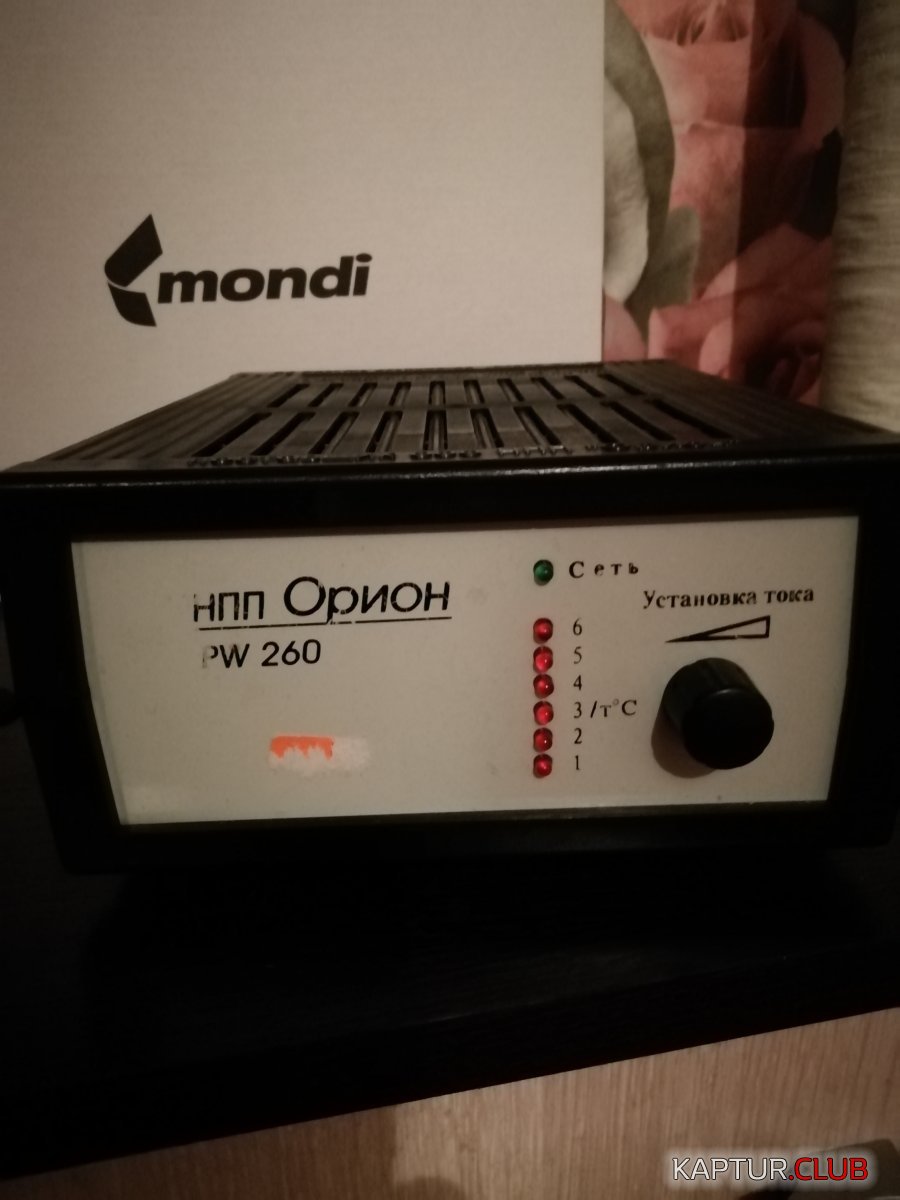 mondi
НПП Орион
PW 260
Сеть
Установка тока
6
5
4
3/т°C
2
1
KAPTUR.CLUB